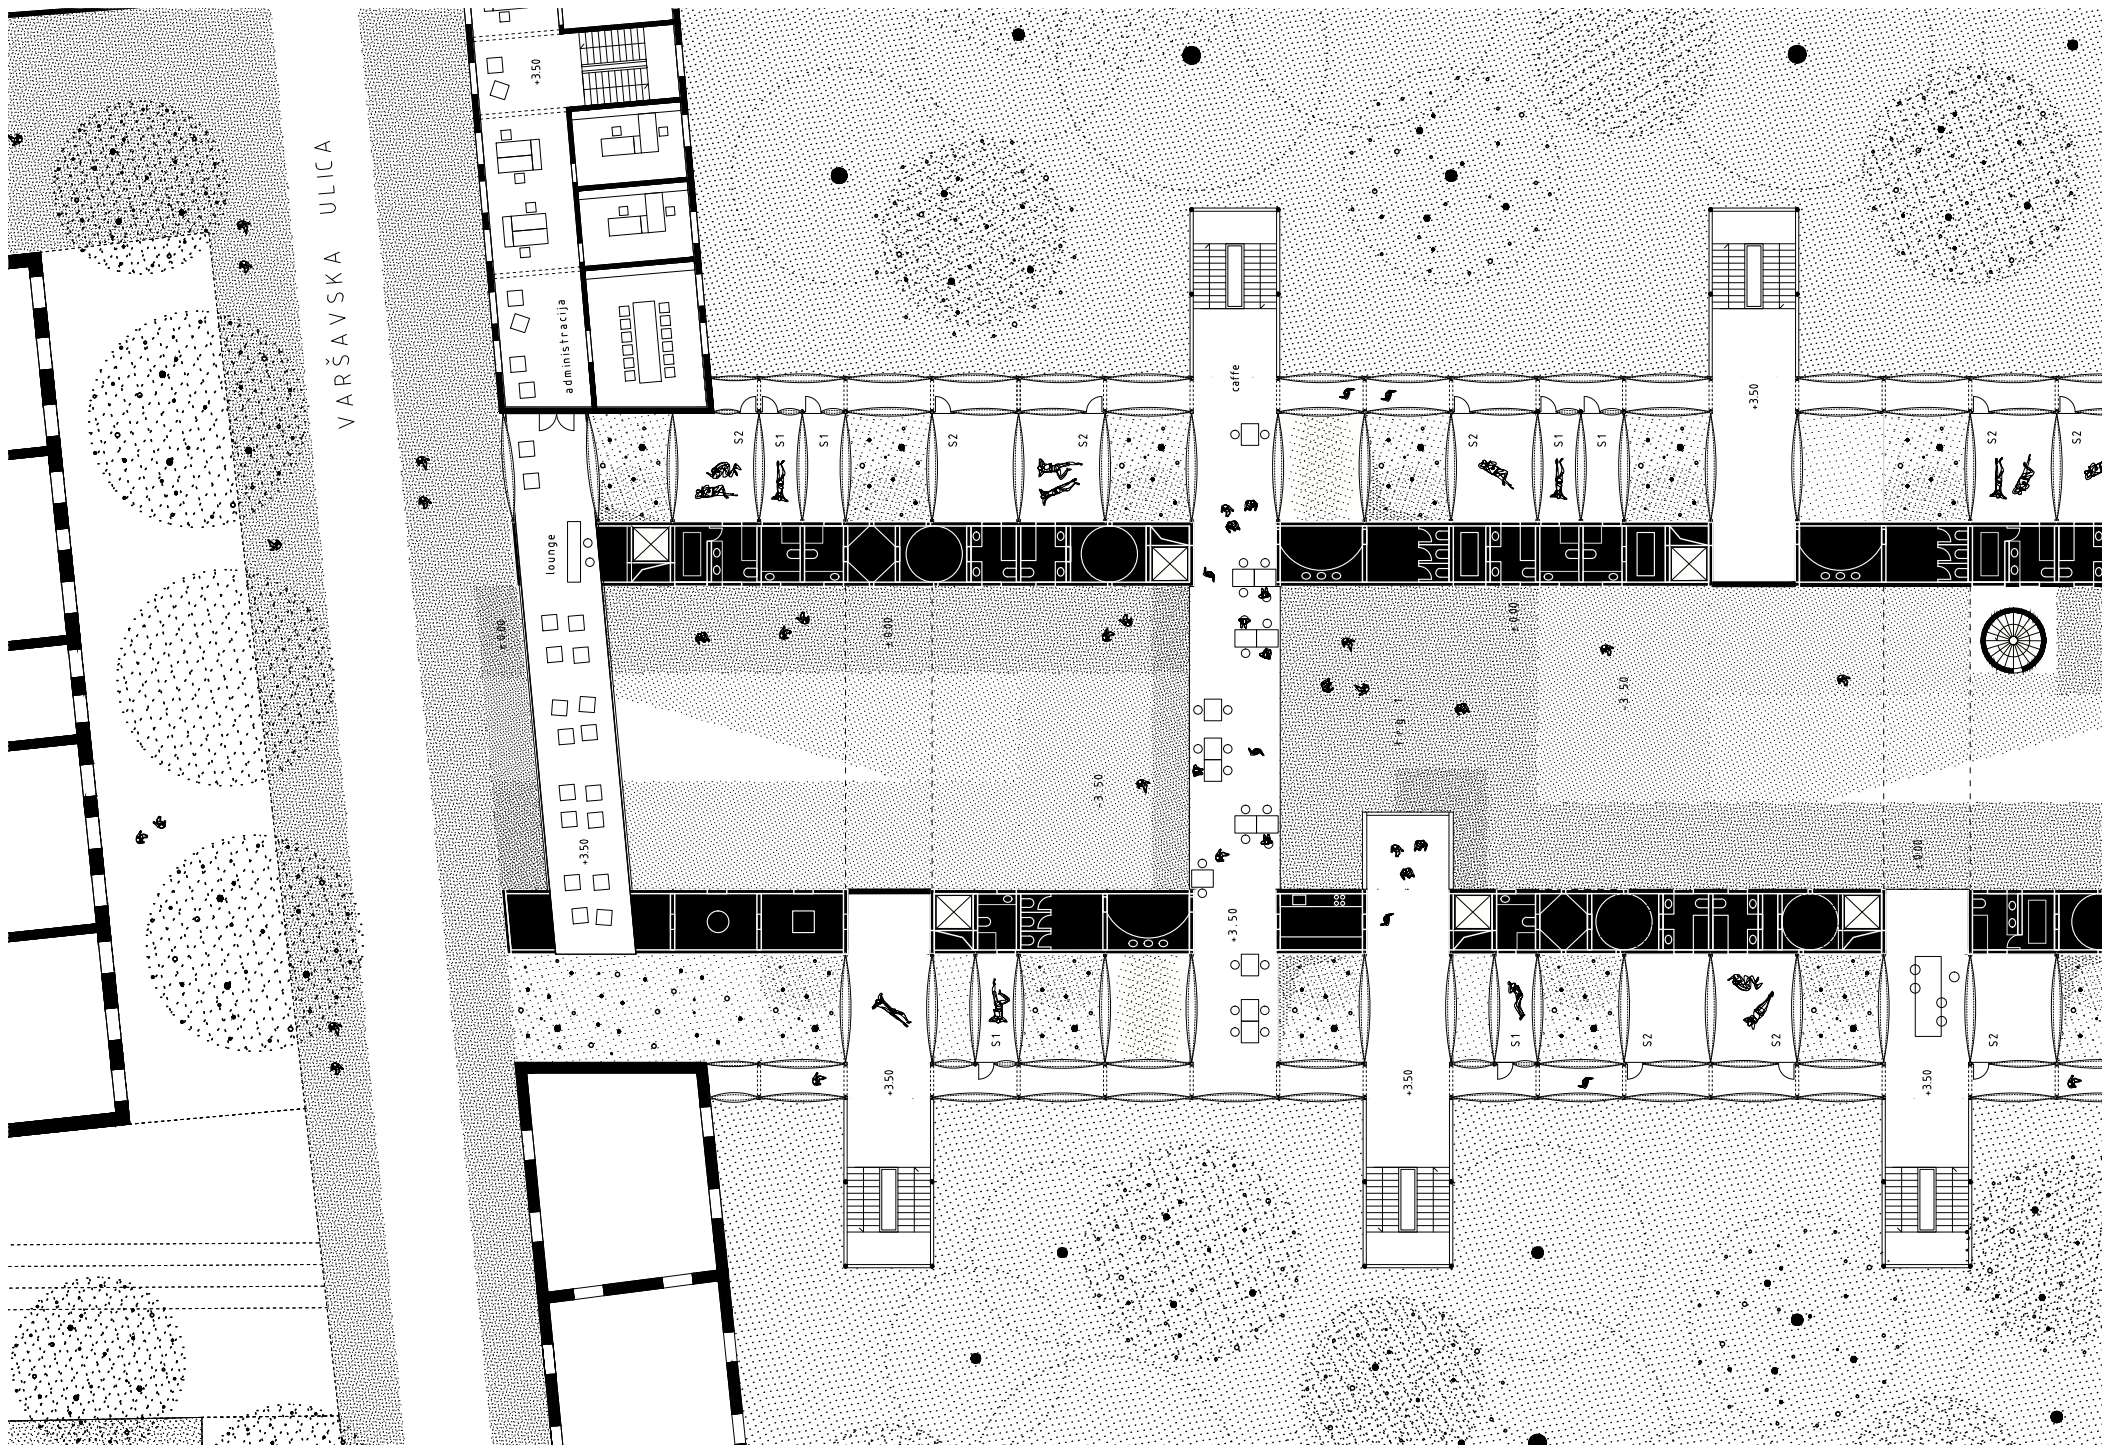 +3.50
VARŠAVSKA ULICA
administracija
caffe
+3.50
S2
S1
S1
S2
S2
S2
S1
S1
S2
S2
lounge
± 0.00
± 0.00
± 0.00
3.50
trg 1
3.50
+3.50
± 0.00
+3.50
S1
S1
S2
S2
S2
+3.50
+3.50
+3.50